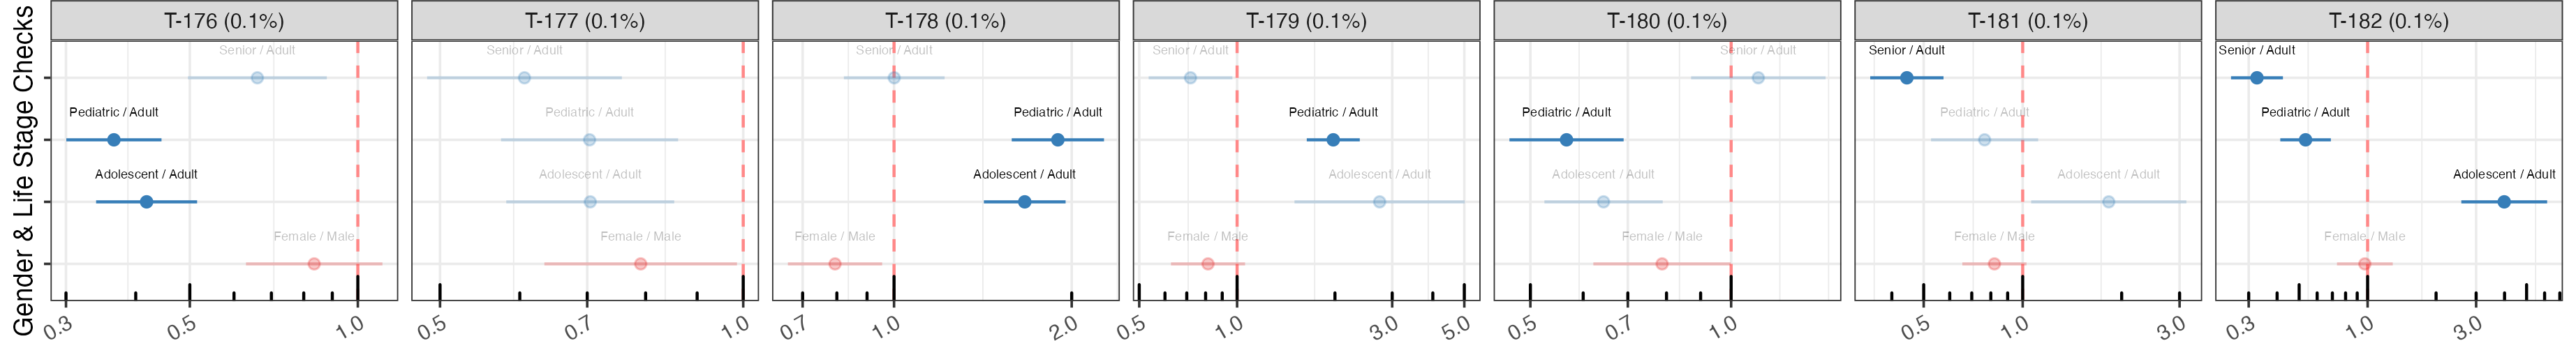 Gender & Life Stage Checks
T-176 (0.1%)
Senior / Adult
Pediatric / Adult
Adolescent / Adult
Female / Male
0.3 0.5 1.0
T-177 (0.1%)
Senior / Adult
Pediatric / Adult
Adolescent / Adult
Female / Male
0.5 0.7 1.0
T-178 (0.1%)
Senior / Adult
Pediatric / Adult
Adolescent / Adult
Female / Male
0.7 1.0 2.0
T-179 (0.1%)
Senior / Adult
Pediatric / Adult
Adolescent / Adult
Female / Male
0.5 1.0 3.0 5.0
T-180 (0.1%)
Senior / Adult
Pediatric / Adult
Adolescent / Adult
Female / Male
0.5 0.7 1.0
T-181 (0.1%)
Senior / Adult
Pediatric / Adult
Adolescent / Adult
Female / Male
0.5 1.0 3.0
T-182 (0.1%)
Senior / Adult
Pediatric / Adult
Adolescent / Adult
Female / Male
0.3 1.0 3.0